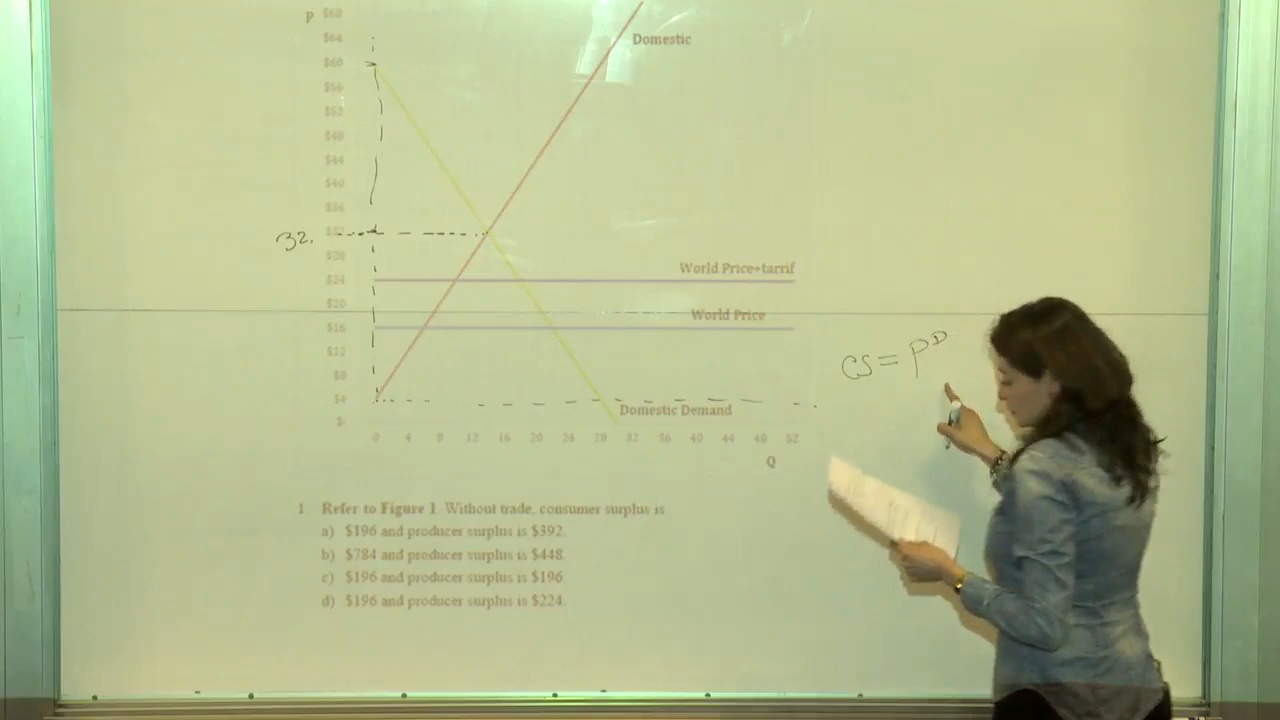 P $68
$64
Domestic
$60
$56
$52
$48
$44
$40
$36
32. $32
$28
World Price+tarrif
$24
$20
World Price
$16
$12
$8
$4
Domestic Demand
$-
0 4 8 12 16 20 24 28 32 36 40 44 48 52
Q
CS = P^D
1 Refer to Figure 1. Without trade, consumer surplus is
a) $196 and producer surplus is $392.
b) $784 and producer surplus is $448.
c) $196 and producer surplus is $196
d) $196 and producer surplus is $224.